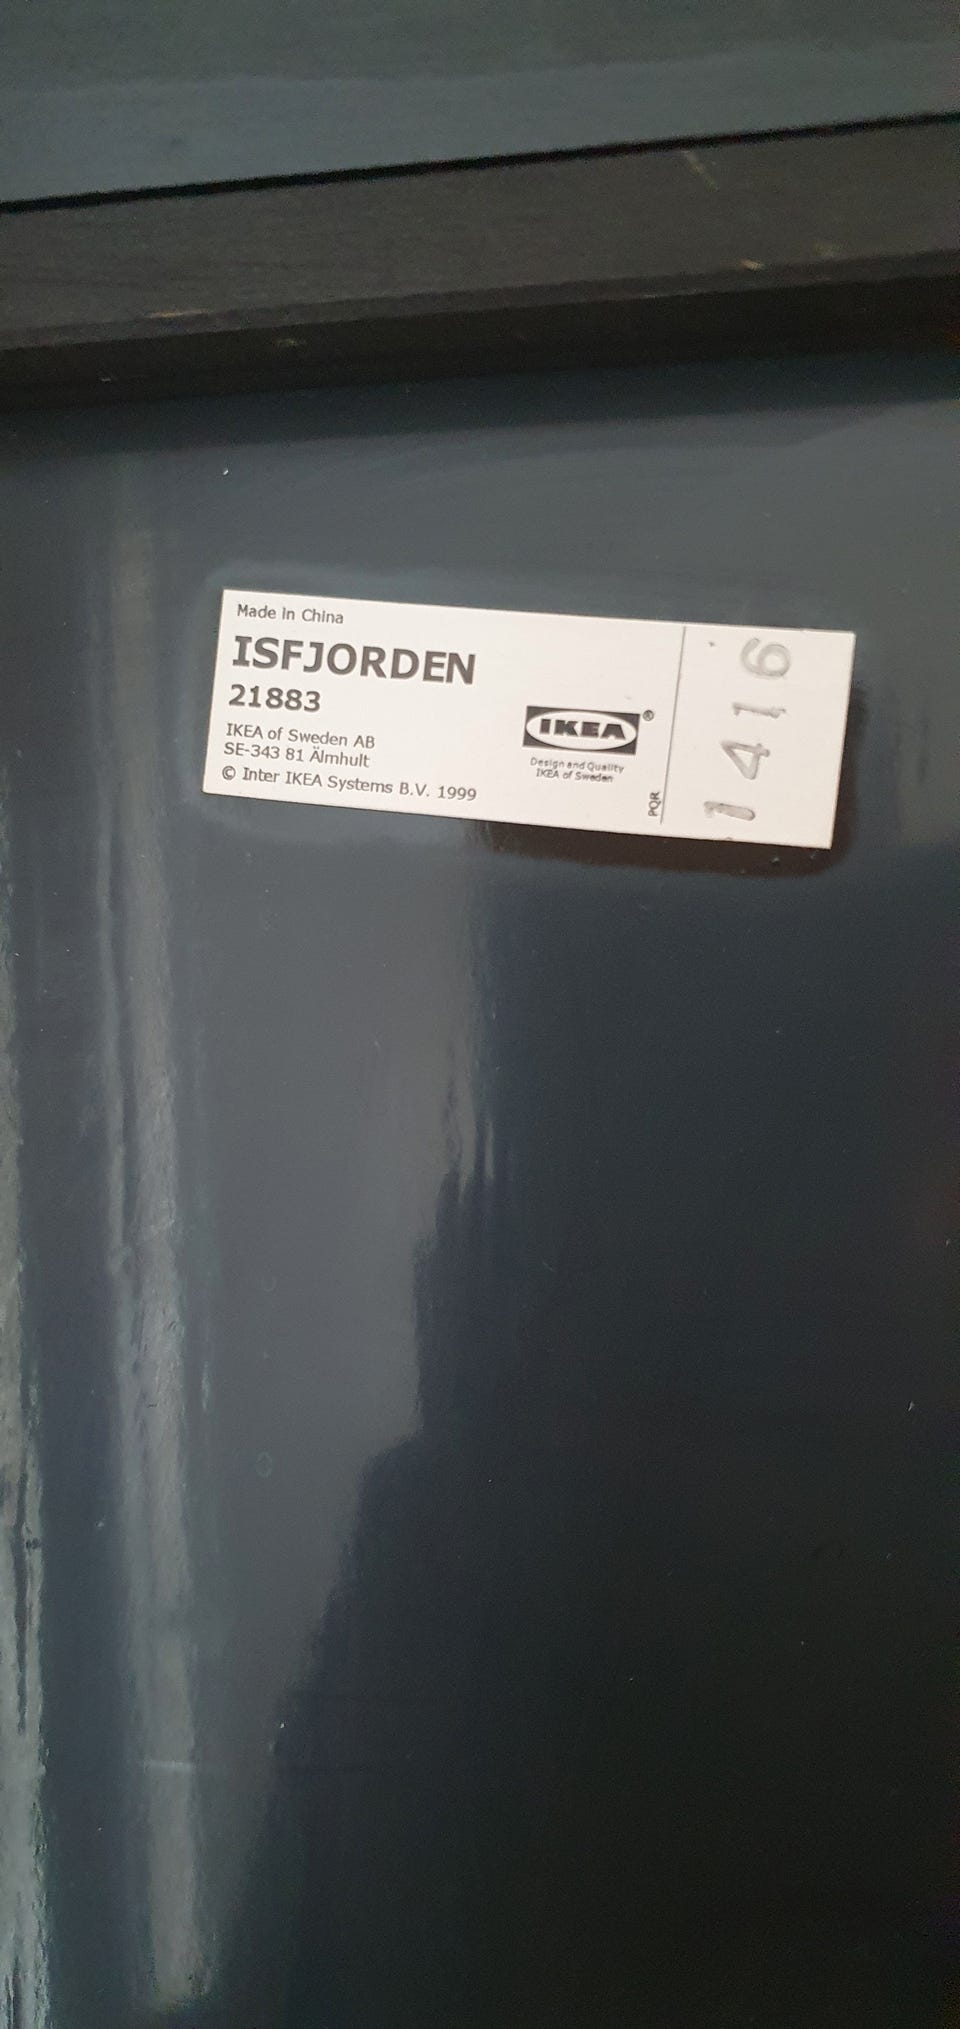 Made in China
ISFJORDEN
21883
IKEA of Sweden AB
SE-343 81 Älmhult
© Inter IKEA Systems B.V. 1999
IKEA®
Design and Quality
IKEA of Sweden
PQR
1416